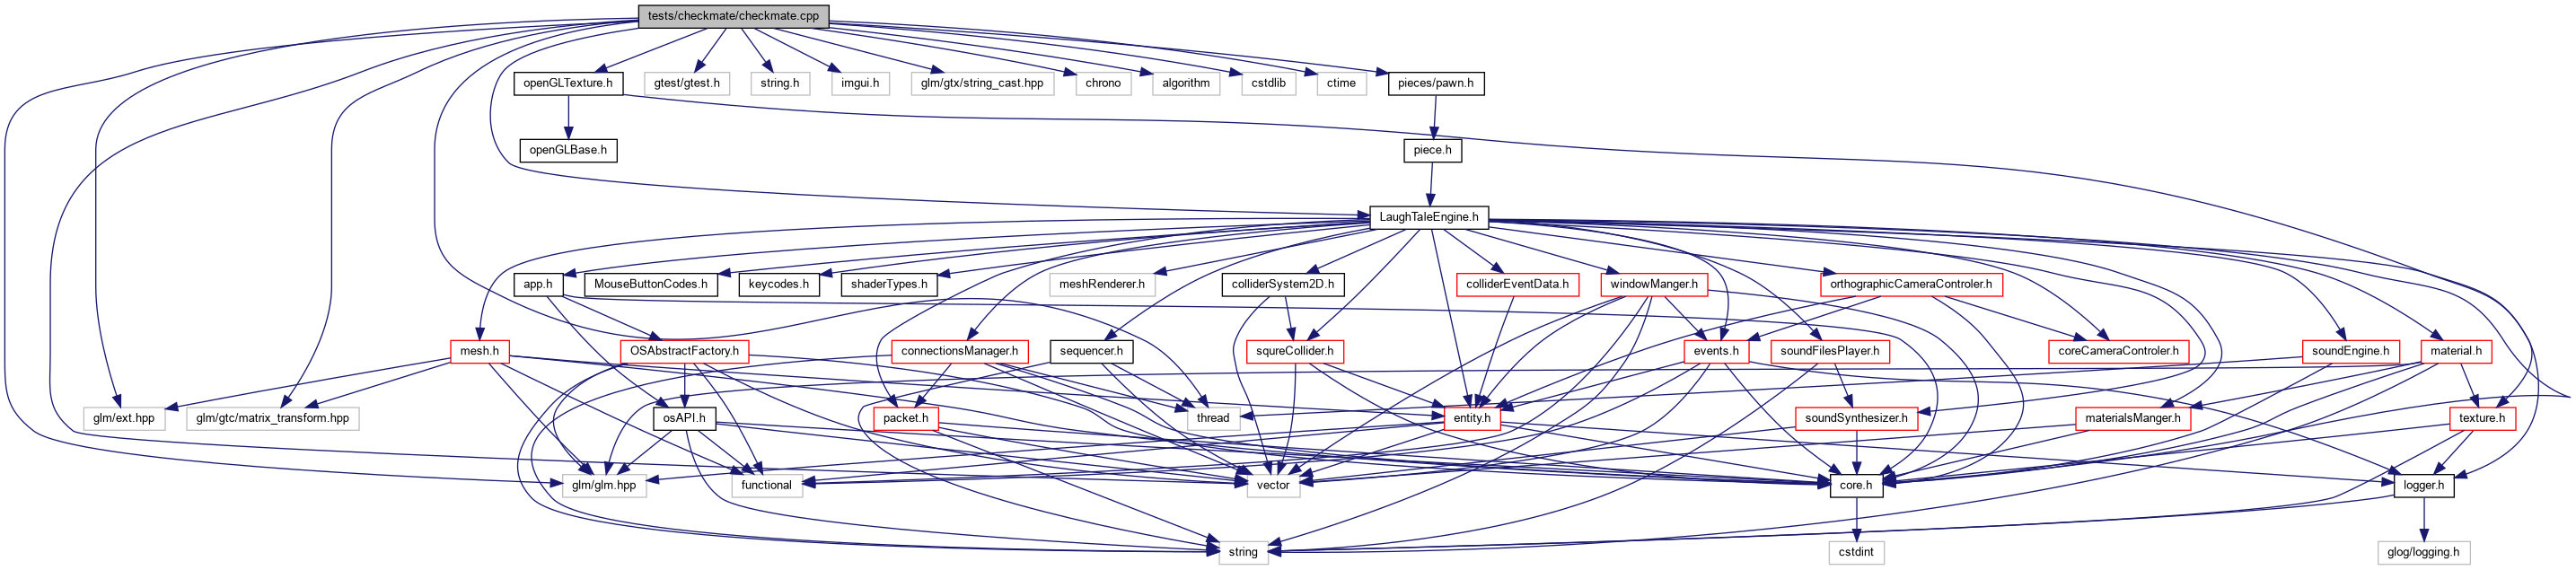 tests/checkmate/checkmate.cpp
openGLTexture.h
gtest/gtest.h
string.h
imgui.h
glm/gtx/string_cast.hpp
chrono
algorithm
cstdlib
ctime
pieces/pawn.h
openGLBase.h
piece.h
LaughTaleEngine.h
app.h
MouseButtonCodes.h
keycodes.h
shaderTypes.h
meshRenderer.h
colliderSystem2D.h
colliderEventData.h
windowManger.h
orthographicCameraControler.h
mesh.h
OSAbstractFactory.h
connectionsManager.h
sequencer.h
squreCollider.h
events.h
soundFilesPlayer.h
coreCameraControler.h
soundEngine.h
material.h
glm/ext.hpp
glm/gtc/matrix_transform.hpp
osAPI.h
packet.h
thread
entity.h
soundSynthesizer.h
materialsManger.h
texture.h
glm/glm.hpp
functional
vector
core.h
logger.h
string
cstdint
glog/logging.h